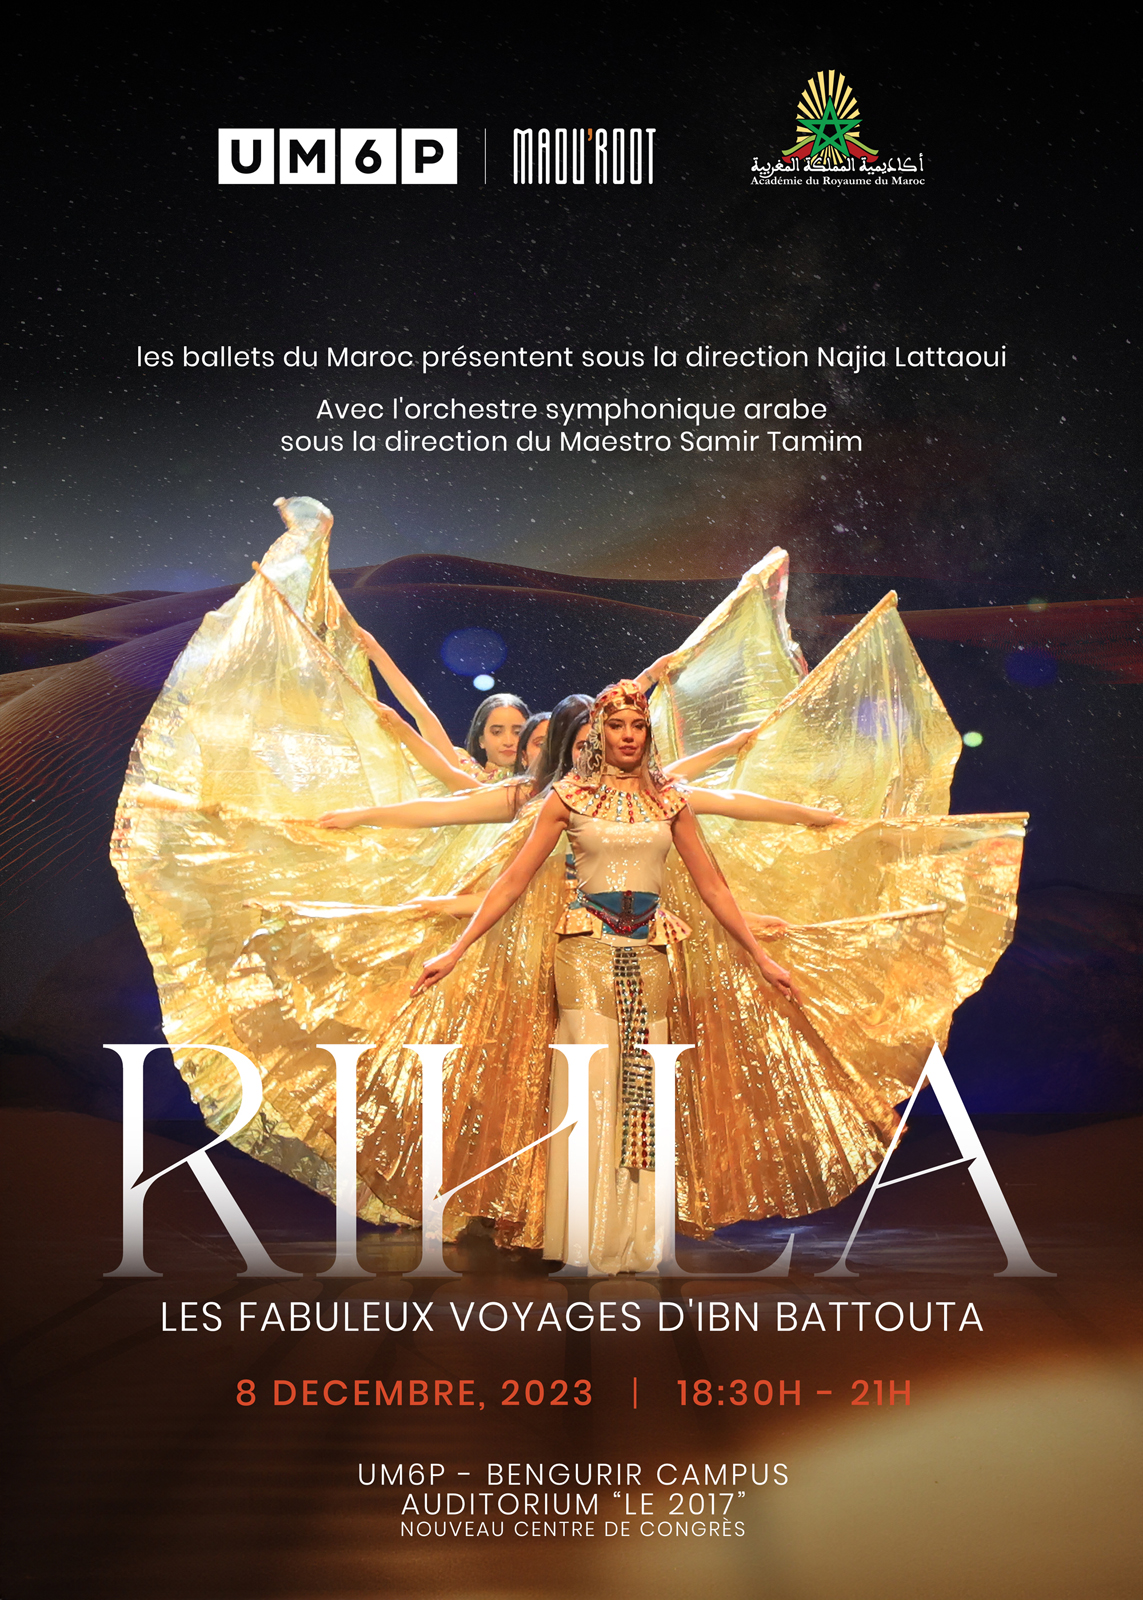 UM6P | MAOU'ROOT
أكاديمية المملكة المغربية
Académie du Royaume du Maroc
les ballets du Maroc présentent sous la direction Najia Lattaoui
Avec l'orchestre symphonique arabe
sous la direction du Maestro Samir Tamim
RIHLA
LES FABULEUX VOYAGES D'IBN BATTOUTA
8 DECEMBRE, 2023 | 18:30H - 21H
UM6P - BENGURIR CAMPUS
AUDITORIUM “LE 2017”
NOUVEAU CENTRE DE CONGRÈS